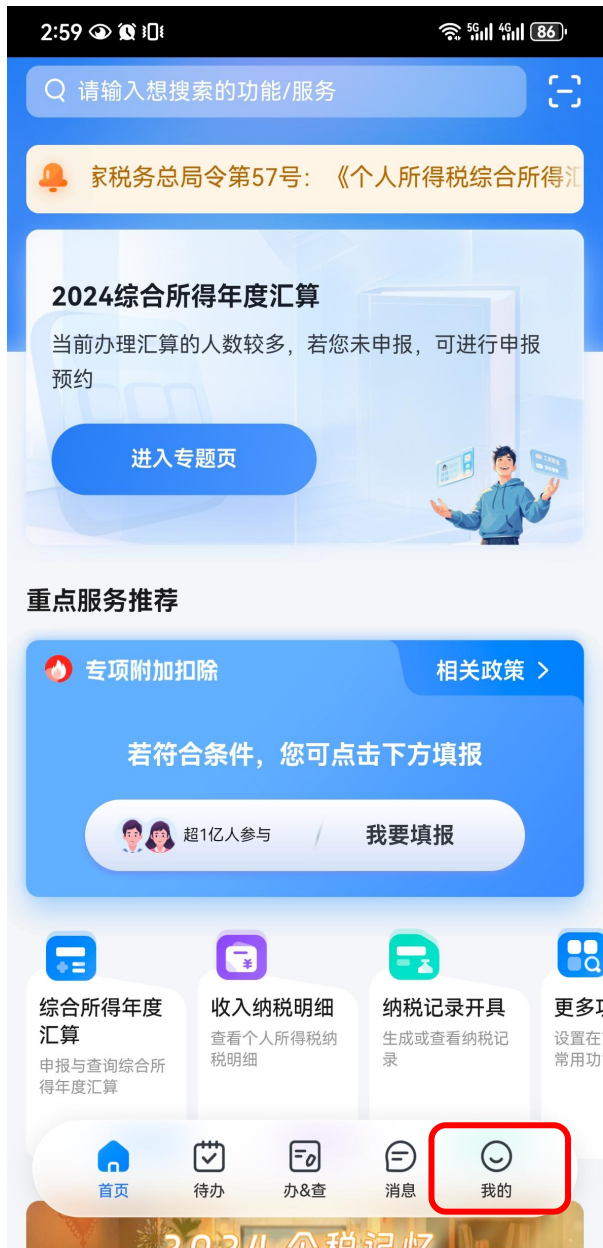 2:59
5G 4G 86
请输入想搜索的功能/服务
家税务总局令第57号：《个人所得税综合所得汇
2024综合所得年度汇算
当前办理汇算的人数较多，若您未申报，可进行申报
预约
进入专题页
重点服务推荐
专项附加扣除
相关政策
若符合条件，您可点击下方填报
超1亿人参与
我要填报
综合所得年度
汇算
申报与查询综合所
得年度汇算
收入纳税明细
查看个人所得税纳
税明细
纳税记录开具
生成或查看纳税记
录
更多
设置在
常用功
首页
待办
办&查
消息
我的
2024个税记忆